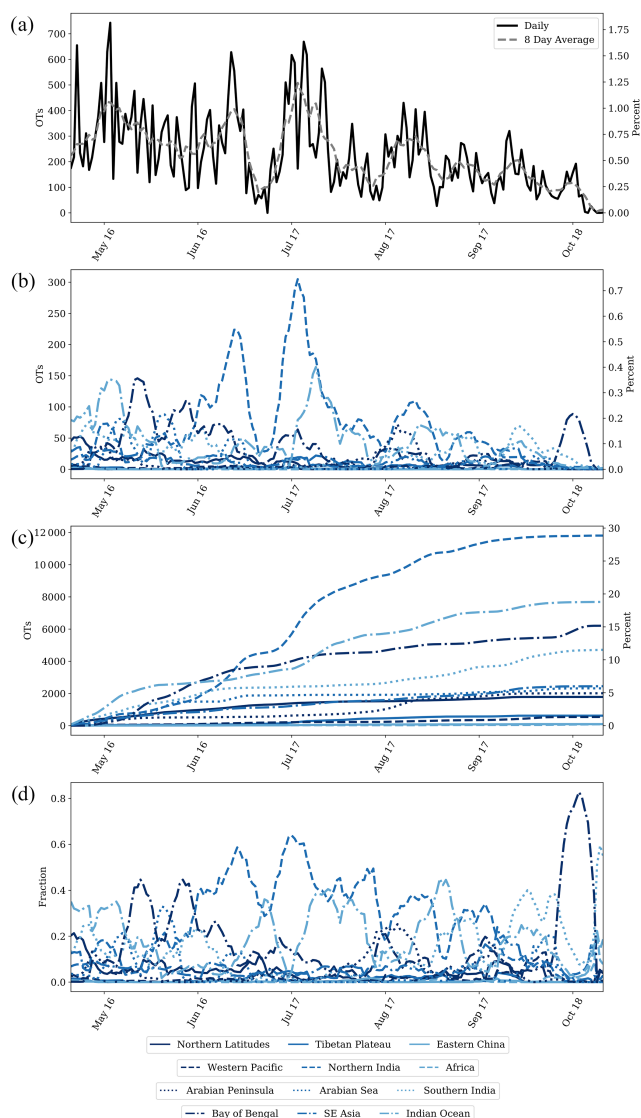 (a)
Daily
8 Day Average
700
600
500
400
300
200
100
0
OTs
1.75
1.50
1.25
1.00
0.75
0.50
0.25
0.00
Percent
May 16
Jun 16
Jul 17
Aug 17
Sep 17
Oct 18
(b)
300
250
200
150
100
50
0
OTs
0.7
0.6
0.5
0.4
0.3
0.2
0.1
0.0
Percent
May 16
Jun 16
Jul 17
Aug 17
Sep 17
Oct 18
(c)
12000
10000
8000
6000
4000
2000
0
OTs
30
25
20
15
10
5
0
Percent
May 16
Jun 16
Jul 17
Aug 17
Sep 17
Oct 18
(d)
0.8
0.6
0.4
0.2
0.0
Fraction
May 16
Jun 16
Jul 17
Aug 17
Sep 17
Oct 18
Northern Latitudes Tibetan Plateau Eastern China
Western Pacific Northern India Africa
Arabian Peninsula Arabian Sea Southern India
Bay of Bengal SE Asia Indian Ocean